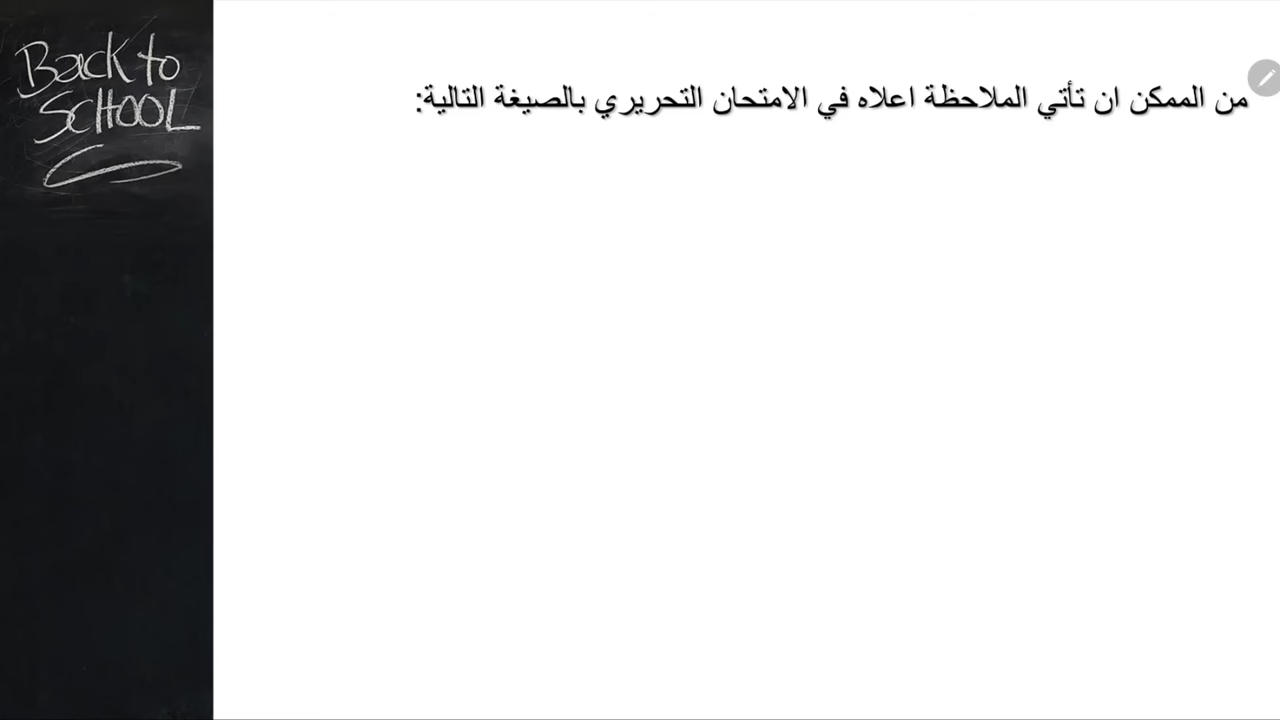 Back to
SCHOOL
من الممكن ان تأتي الملاحظة اعلاه في الامتحان التحريري بالصيغة التالية: